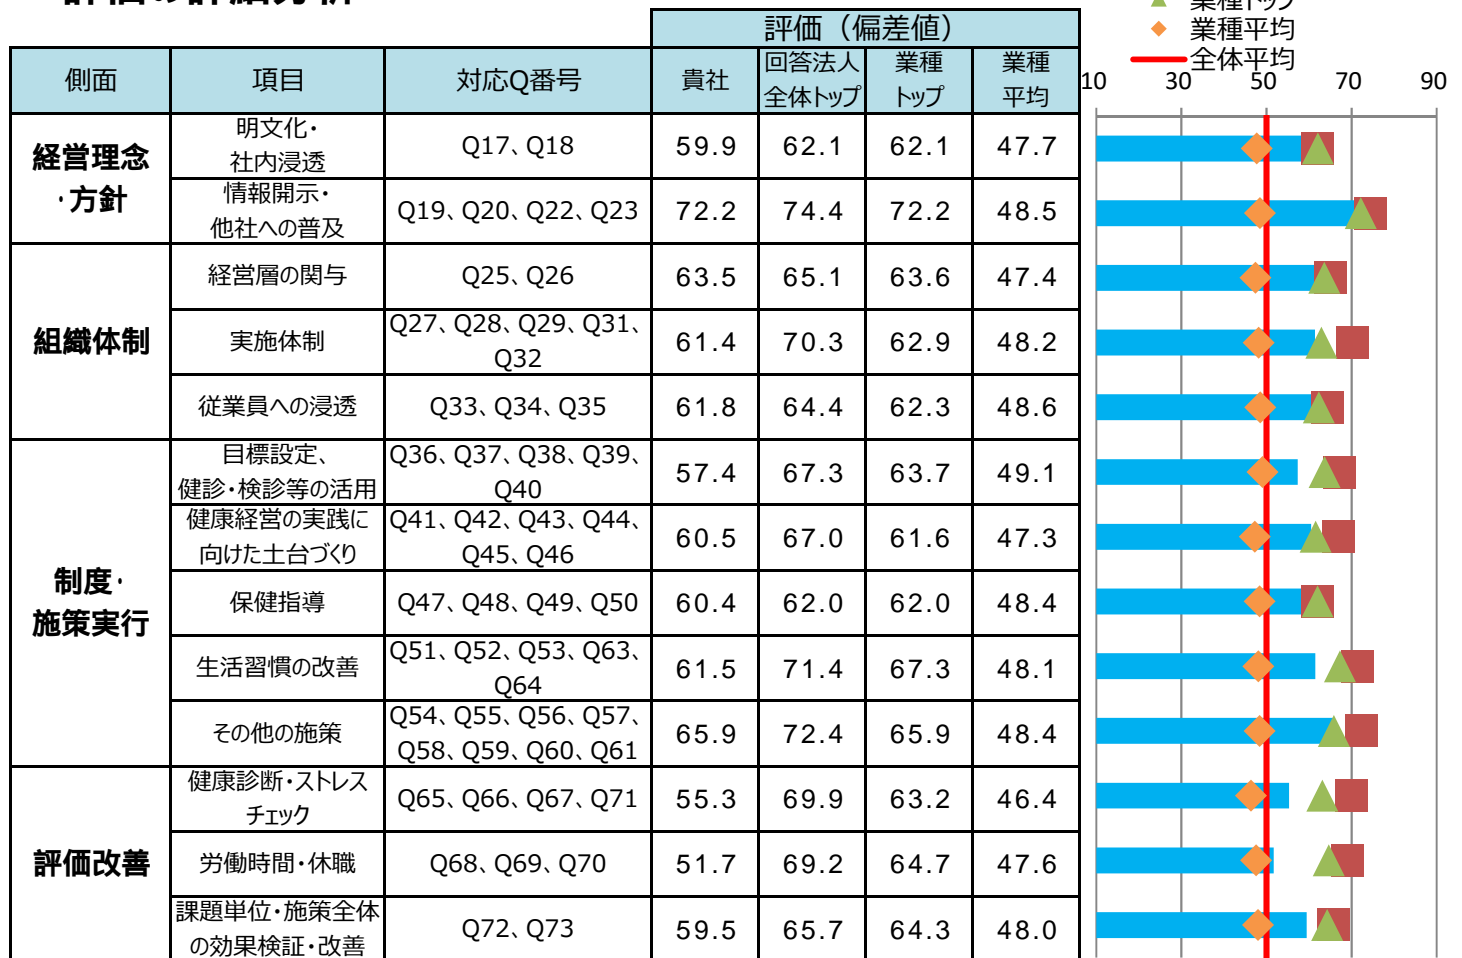 評価の詳細分析
業種トップ
業種平均
全体平均
評価（偏差値）
側面 項目 対応Q番号 貴社 回答法人 業種 業種
全体トップ トップ 平均
10 30 50 70 90
経営理念
・方針
明文化・
社内浸透
Q17、Q18 59.9 62.1 62.1 47.7
情報開示・
他社への普及
Q19、Q20、Q22、Q23 72.2 74.4 72.2 48.5
組織体制
経営層の関与 Q25、Q26 63.5 65.1 63.6 47.4
実施体制
Q27、Q28、Q29、Q31、
Q32
61.4 70.3 62.9 48.2
従業員への浸透 Q33、Q34、Q35 61.8 64.4 62.3 48.6
制度・
施策実行
目標設定、
健診・検診等の活用
Q36、Q37、Q38、Q39、
Q40
57.4 67.3 63.7 49.1
健康経営の実践に
向けた土台づくり
Q41、Q42、Q43、Q44、
Q45、Q46
60.5 67.0 61.6 47.3
保健指導 Q47、Q48、Q49、Q50 60.4 62.0 62.0 48.4
生活習慣の改善
Q51、Q52、Q53、Q63、
Q64
61.5 71.4 67.3 48.1
その他の施策
Q54、Q55、Q56、Q57、
Q58、Q59、Q60、Q61
65.9 72.4 65.9 48.4
評価改善
健康診断・ストレス
チェック
Q65、Q66、Q67、Q71 55.3 69.9 63.2 46.4
労働時間・休職 Q68、Q69、Q70 51.7 69.2 64.7 47.6
課題単位・施策全体
の効果検証・改善
Q72、Q73 59.5 65.7 64.3 48.0